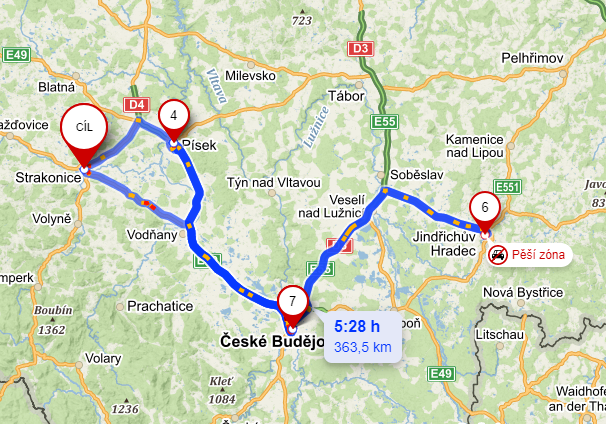 723
E49
D3
Pelhřimov
Milevsko
Vltava
Blatná
Tábor
D4
4
E55
Lužnice
CÍL
Kamenice
nad Lipou
Písek
Strakonice
Soběslav
Týn nad Vltavou
E551
Volyně
Veselí
nad Lužnic
6
Vodňany
Jindřichův
Hradec
Pěší zóna
Boubín
1362
Prachatice
7
Nová Bystřice
České Budějo
5:28 h
363,5 km
Litschau
Volary
Kleť
1084
E49
1236
Waidhofe
an der Tha